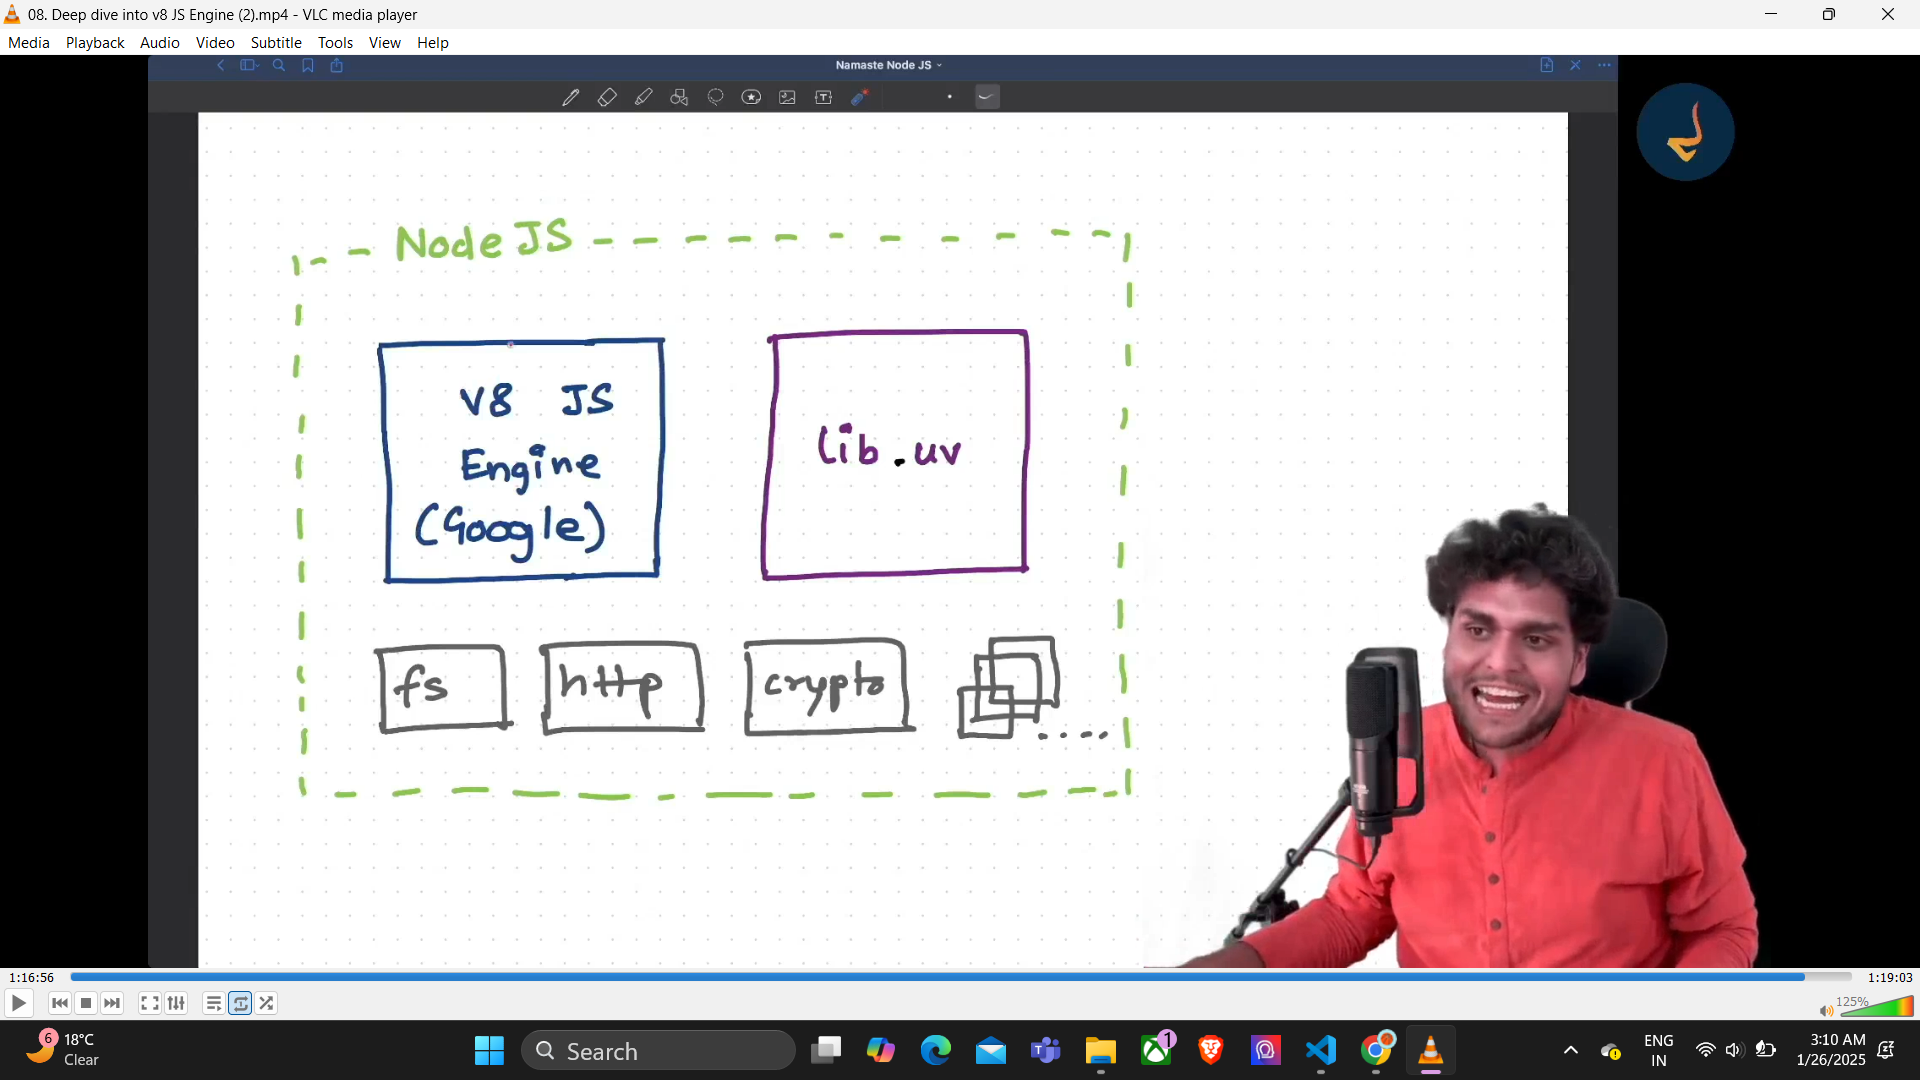 08. Deep dive into v8 JS Engine (2).mp4 - VLC media player
Media Playback Audio Video Subtitle Tools View Help
Namaste Node JS
Node JS
V8 JS
Engine
(Google)
lib.uv
fs
http
crypto
1:16:56
1:19:03
125%
6
18°C
Clear
Search
1
ENG
IN
3:10 AM
1/26/2025